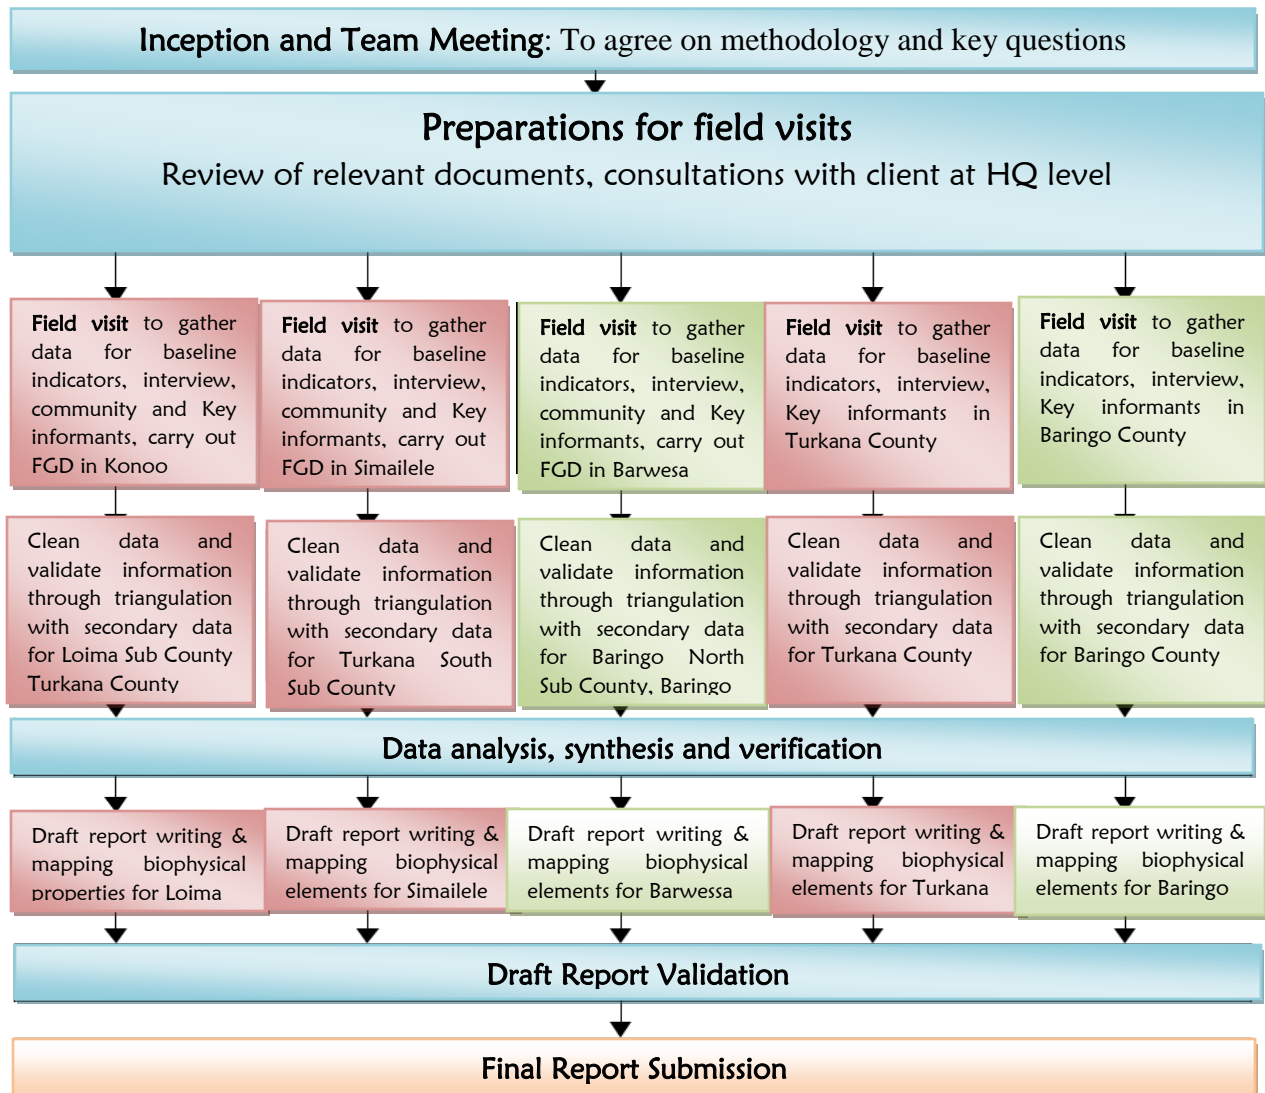 Inception and Team Meeting: To agree on methodology and key questions
Preparations for field visits
Review of relevant documents, consultations with client at HQ level
Field visit to gather
data for baseline
indicators, interview,
community and Key
informants, carry out
FGD in Konoo
Field visit to gather
data for baseline
indicators, interview,
community and Key
informants, carry out
FGD in Simailele
Field visit to gather
data for baseline
indicators, interview,
community and Key
informants, carry out
FGD in Barwesa
Field visit to gather
data for baseline
indicators, interview,
Key informants in
Turkana County
Field visit to gather
data for baseline
indicators, interview,
Key informants in
Baringo County
Clean data and
validate information
through triangulation
with secondary data
for Loima Sub County
Turkana County
Clean data and
validate information
through triangulation
with secondary data
for Turkana South
Sub County
Clean data and
validate information
through triangulation
with secondary data
for Baringo North
Sub County, Baringo
Clean data and
validate information
through triangulation
with secondary data
for Turkana County
Clean data and
validate information
through triangulation
with secondary data
for Baringo County
Data analysis, synthesis and verification
Draft report writing &
mapping biophysical
properties for Loima
Draft report writing &
mapping biophysical
elements for Simailele
Draft report writing &
mapping biophysical
elements for Barwessa
Draft report writing &
mapping biophysical
elements for Turkana
Draft report writing &
mapping biophysical
elements for Baringo
Draft Report Validation
Final Report Submission